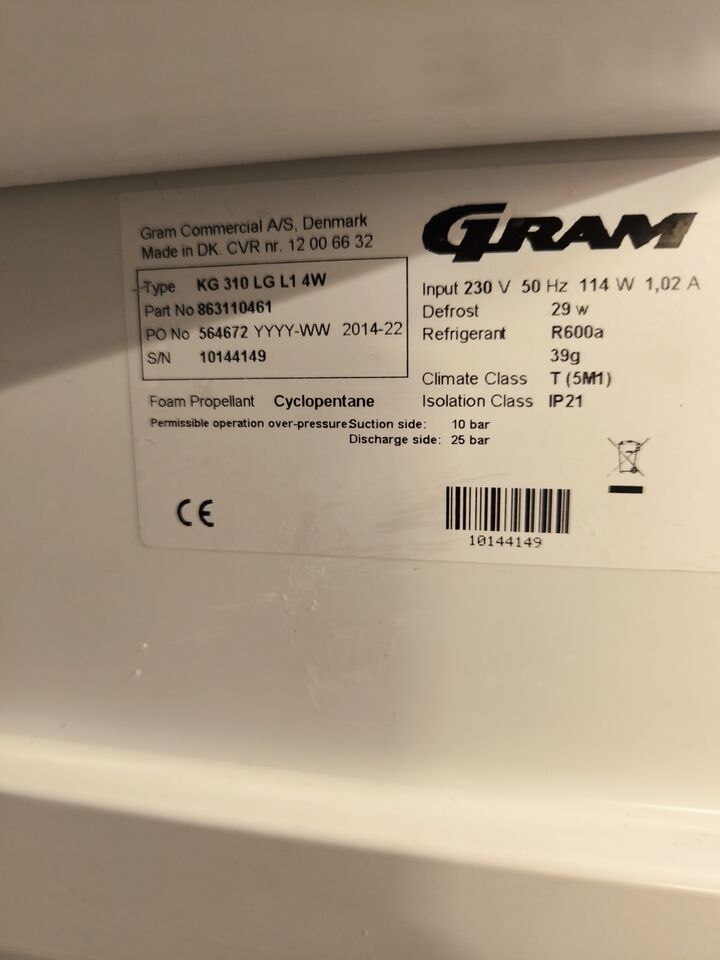 Gram Commercial A/S, Denmark
Made in DK. CVR nr. 12 00 66 32
GRAM
Type KG 310 LG L1 4W
Part No 863110461
PO No 564672 YYYY-WW 2014-22
S/N 10144149
Input 230 V 50 Hz 114 W 1,02 A
Defrost 29 w
Refrigerant R600a
39g
Climate Class T (5M1)
Foam Propellant Cyclopentane
Isolation Class IP21
Permissible operation over-pressure Suction side: 10 bar
Discharge side: 25 bar
CE
10144149